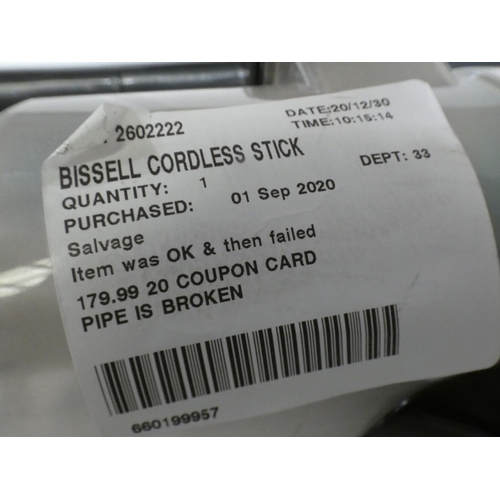 2602222
DATE:20/12/30
TIME:10:15:14
BISSELL CORDLESS STICK
QUANTITY: 1
DEPT: 33
PURCHASED: 01 Sep 2020
Salvage
Item was OK & then failed
179.99 20 COUPON CARD
PIPE IS BROKEN
660199957